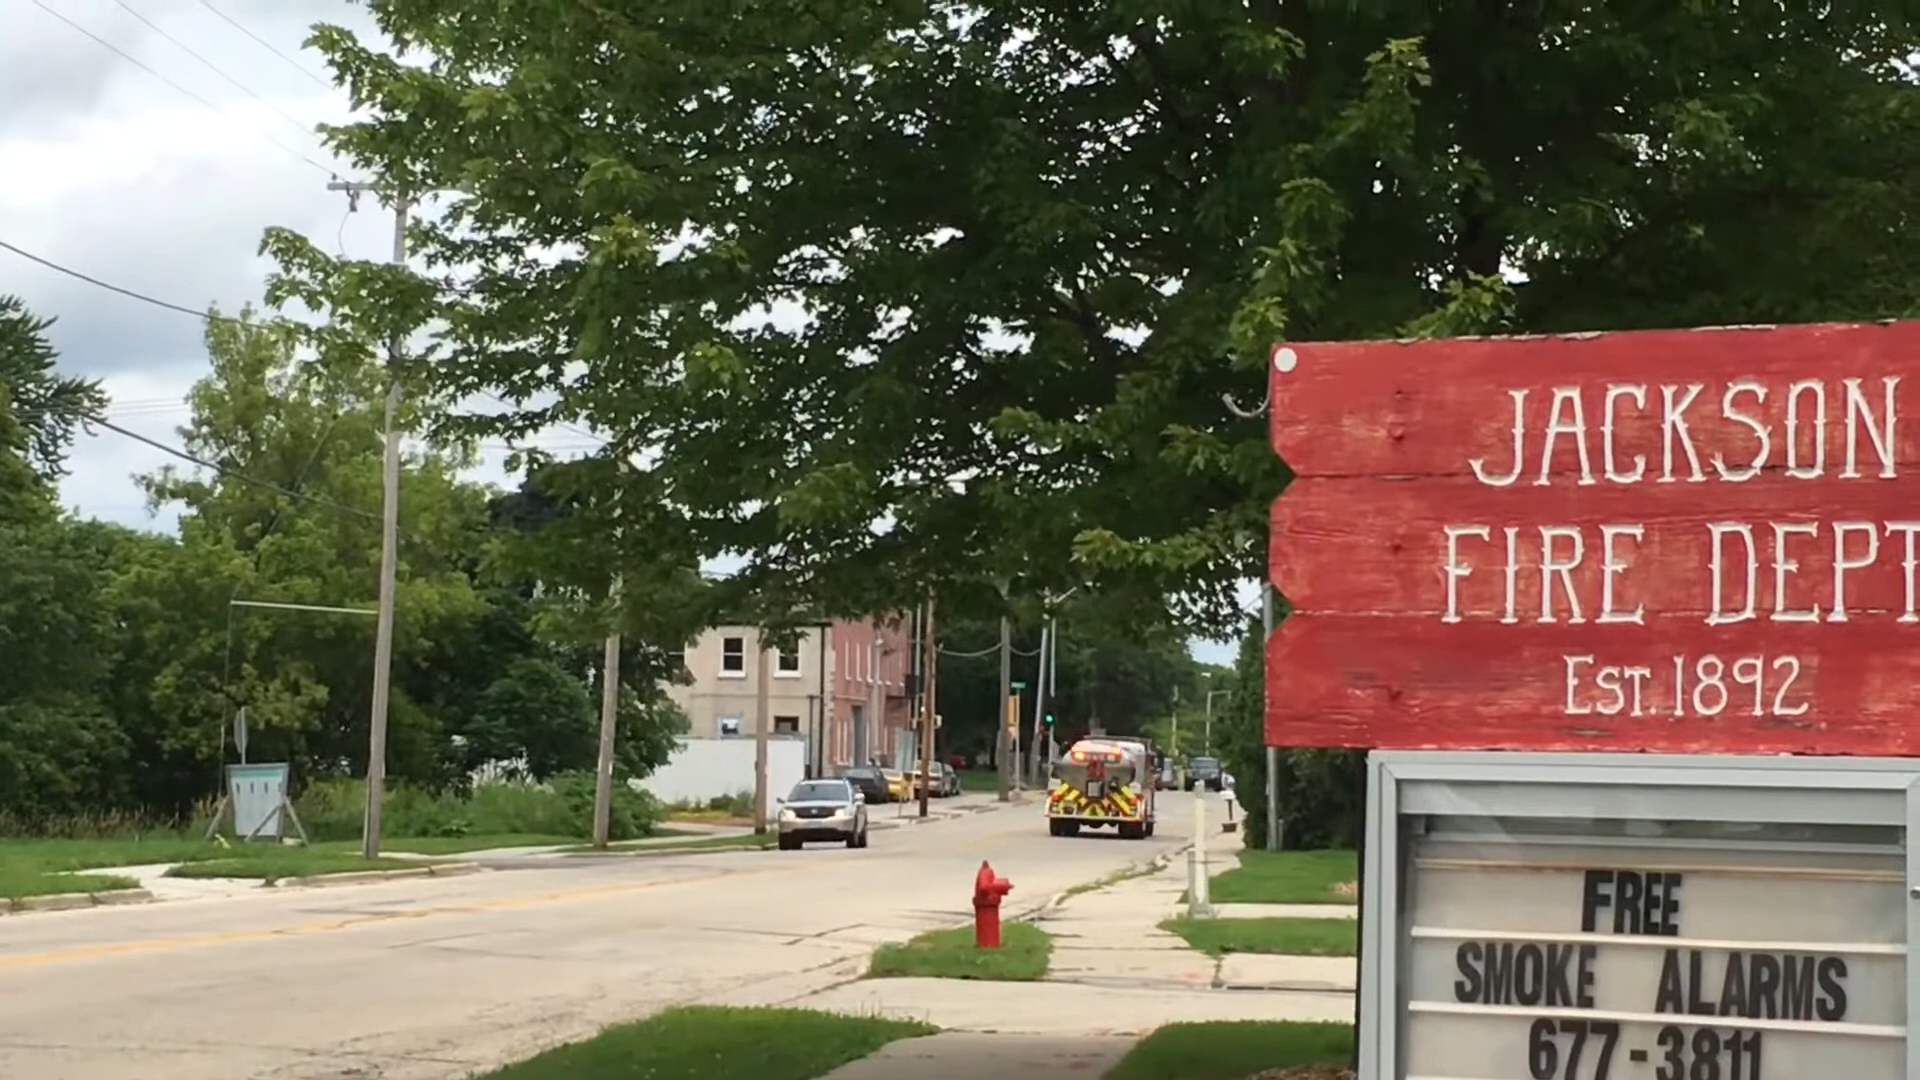 JACKSON
FIRE DEPT
EST. 1892
FREE
SMOKE ALARMS
677-3811